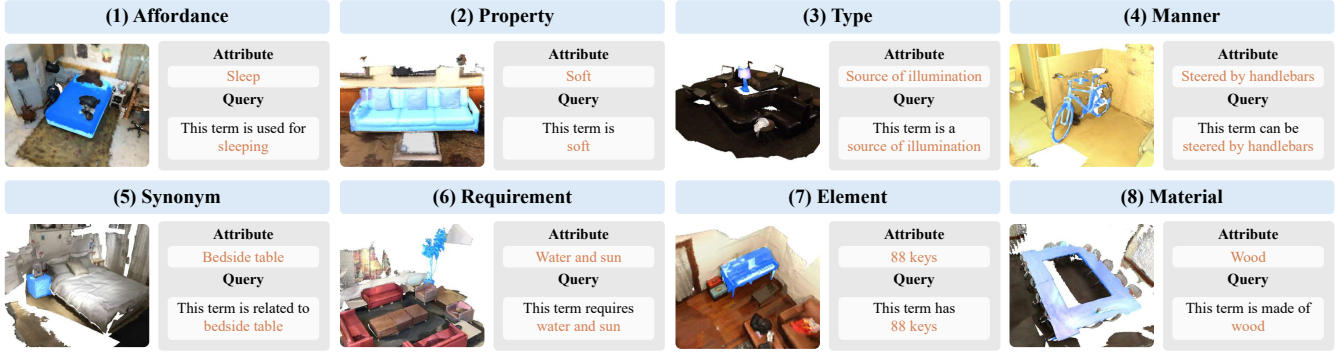 (1) Affordance
Attribute
Sleep
Query
This term is used for
sleeping
(2) Property
Attribute
Soft
Query
This term is
soft
(3) Type
Attribute
Source of illumination
Query
This term is a
source of illumination
(4) Manner
Attribute
Steered by handlebars
Query
This term can be
steered by handlebars
(5) Synonym
Attribute
Bedside table
Query
This term is related to
bedside table
(6) Requirement
Attribute
Water and sun
Query
This term requires
water and sun
(7) Element
Attribute
88 keys
Query
This term has
88 keys
(8) Material
Attribute
Wood
Query
This term is made of
wood